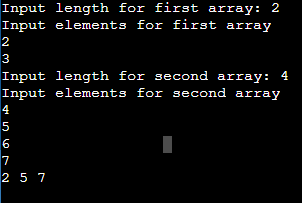 Input length for first array: 2
Input elements for first array
2
3
Input length for second array: 4
Input elements for second array
4
5
6
7
2 5 7